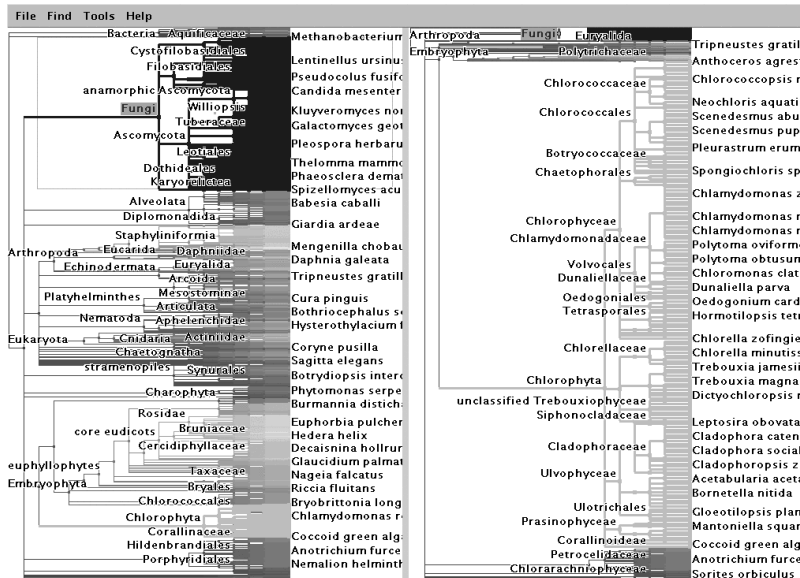 File Find Tools Help
Bacteria Aquificaceae Methanobacterium
Cystofilobasidiales
Filobasidiales Lentinellus ursinus
Pseudocolus fusifo
anamorphic Ascomycota Candida mesenter
Fungi Williopsis Kluyveromyces nor
Tuberaceae Galactomyces geot
Ascomycota Pleospora herbaru
Leotiales Thelomma mammo
Dothideales Phaeosclera demat
Karyorelictea Spizellomyces acu
Alveolata Babesia caballi
Diplomonadida Giardia ardeae
Staphyliniformia
Arthropoda Eucarida Daphniidae Mengenilla chobau
Echinodermata Euryalida Daphnia galeata
Arcoida Tripneustes gratill
Platyhelminthes Mesostominae Cura pinguis
Articulata Bothriocephalus s
Nematoda Aphelenchidae Hysterothylacium f
Eukaryota Cnidaria Actiniidae Coryne pusilla
Chaetognatha Sagitta elegans
stramenopiles Synurales Botrydiopsis interc
Charophyta Phytomonas serpe
Burmannia distich
Rosidae Euphorbia pulcher
core eudicots Bruniaceae Hedera helix
Cercidiphyllaceae Decaisnea hollrun
euphyllophytes Taxaceae Glaucidium palmat
Nageia falcatus
Embryophyta Bryales Riccia fluitans
Chlorococcales Bryobrittonia long
Chlorophyta Chlamydomonas r
Corallinaceae Coccoid green alg
Hildenbrandiales Anotrichium furce
Porphyridiales Nemalion helminth
Arthropoda Fungi Euryalida
Embryophyta Polytrichaceae Tripneustes gratil
Anthoceros agres
Chlorococcaceae Chlorococcopsis m
Chlorococcales Neochloris aquati
Scenedesmus abu
Scenedesmus pup
Botryococcaceae Pleurastrum erum
Chaetophorales Spongiochloris sp
Chlamydomonas z
Chlorophyceae Chlamydomonas r
Chlamydomonadaceae Chlamydomonas r
Polytoma oviform
Volvocales Polytoma obtusum
Dunaliellaceae Chloromonas clat
Dunaliella parva
Oedogoniales Oedogonium card
Tetrasporales Hormotilopsis tetr
Chlorella zofingie
Chlorellaceae Chlorella minutiss
Trebouxia jamesii
Chlorophyta Trebouxia magna
unclassified Trebouxiophyceae Dictyochloropsis r
Siphonocladaceae Leptosira obovata
Cladophora caten
Cladophoraceae Cladophora social
Cladophoropsis z
Ulvophyceae Acetabularia aceta
Bornetella nitida
Ulotrichales Gloeotilopsis plan
Prasinophyceae Mantoniella squar
Corallinoideae Coccoid green alg
Petrocelidaceae Anotrichium furce
Chlorarachniophyceae Sorites orbiculus